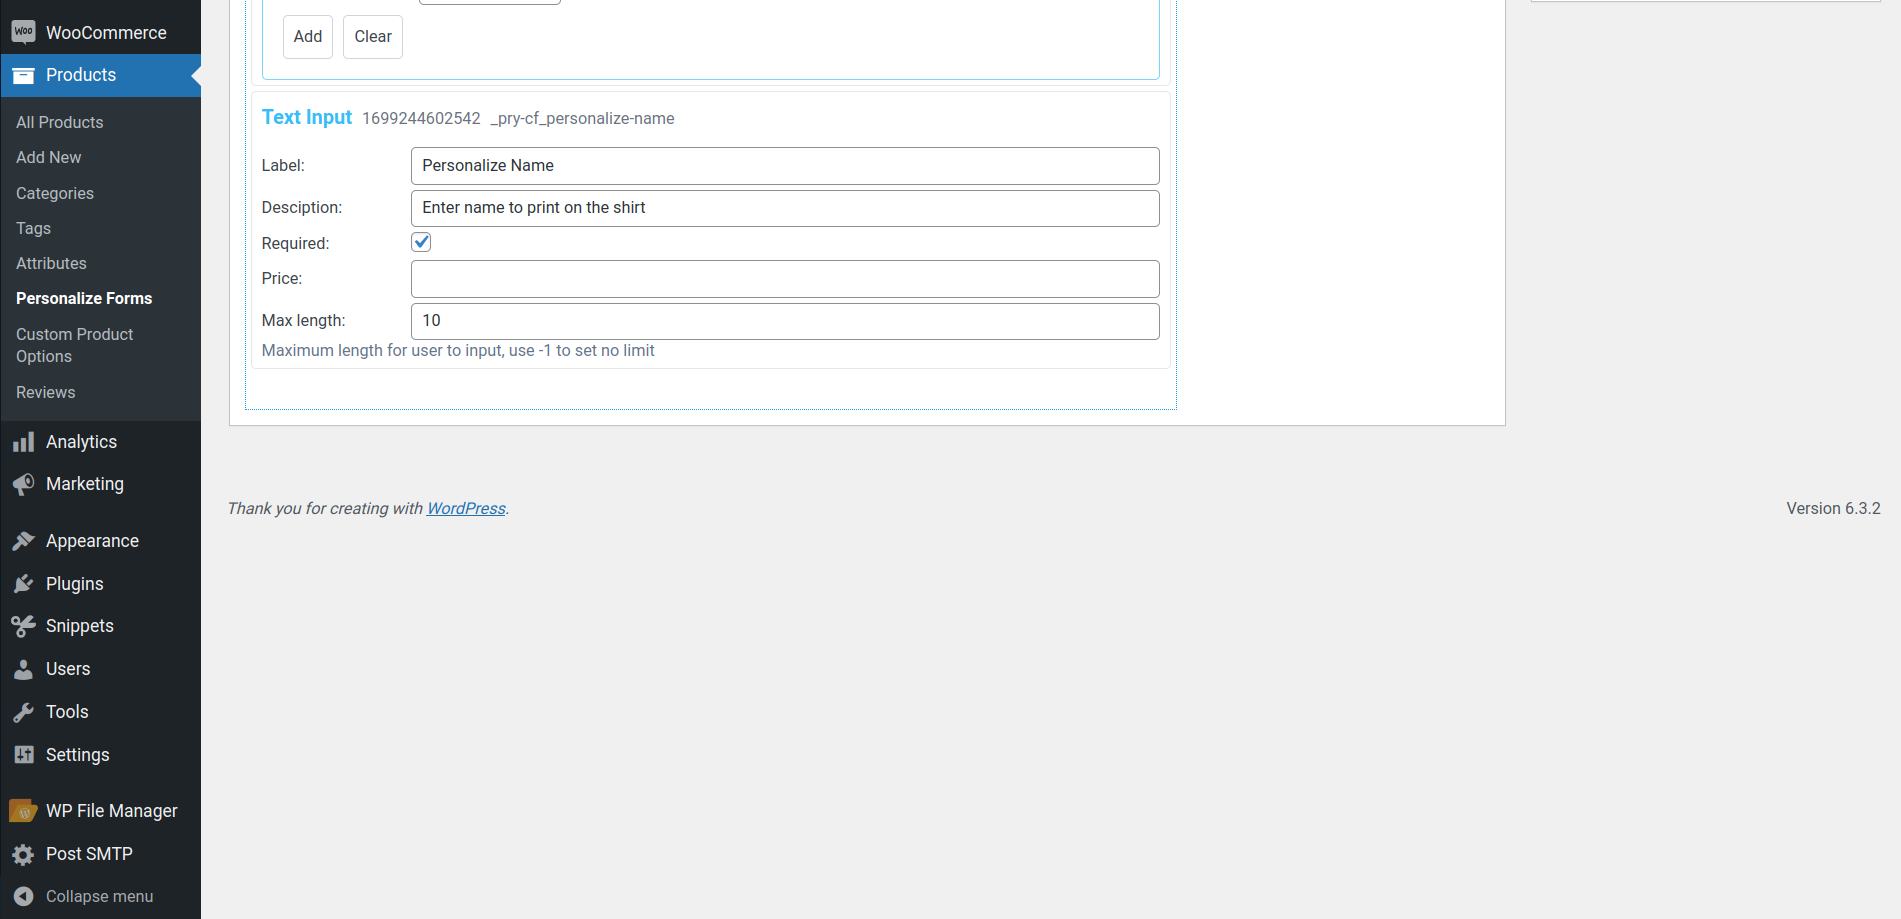 Woo
WooCommerce
Products
All Products
Add New
Categories
Tags
Attributes
Personalize Forms
Custom Product
Options
Reviews
Analytics
Marketing
Appearance
Plugins
Snippets
Users
Tools
Settings
WP File Manager
Post SMTP
Collapse menu
Add Clear
Text Input 1699244602542 _pry-cf_personalize-name
Label: Personalize Name
Desciption: Enter name to print on the shirt
Required:
Price:
Max length: 10
Maximum length for user to input, use -1 to set no limit
Thank you for creating with WordPress.
Version 6.3.2